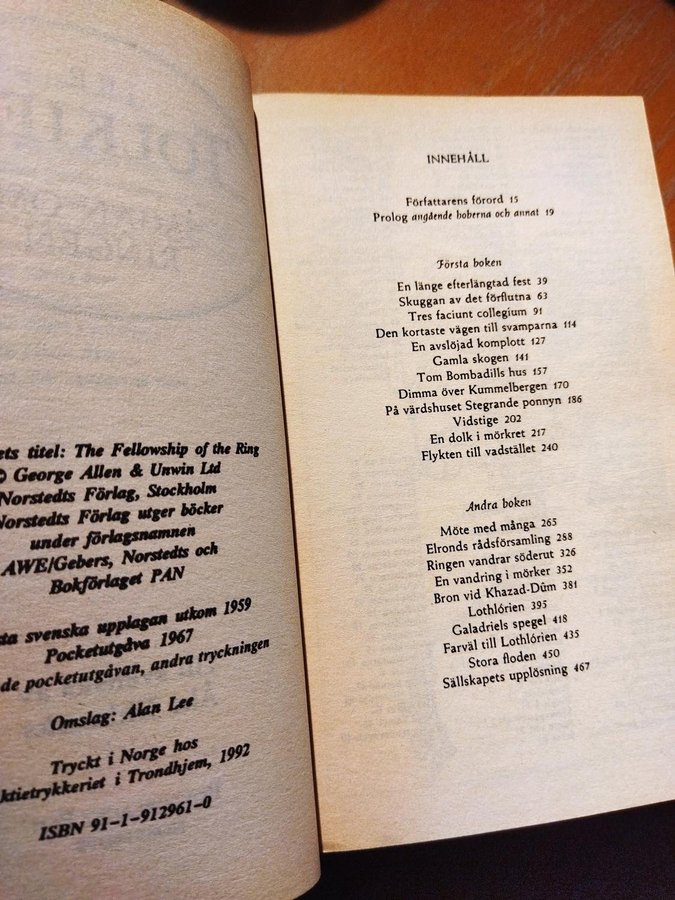 ets titel: The Fellowship of the Ring
© George Allen & Unwin Ltd
Norstedts Förlag, Stockholm
Norstedts Förlag utger böcker
under förlagsnamnen
AWE/Gebers, Norstedts och
Bokförlaget PAN
sta svenska upplagan utkom 1959
Pocketutgåva 1967
de pocketutgåvan, andra tryckningen
Omslag: Alan Lee
Tryckt i Norge hos
ktietrykkeriet i Trondhjem, 1992
ISBN 91-1-912961-0
INNEHÅLL
Författarens förord 15
Prolog angående hoberna och annat 19
Första boken
En länge efterlängtad fest 39
Skuggan av det förflutna 63
Tres faciunt collegium 91
Den kortaste vägen till svamparna 114
En avslöjad komplott 127
Gamla skogen 141
Tom Bombadills hus 157
Dimma över Kummelbergen 170
På värdshuset Stegrande ponnyn 186
Vidstige 202
En dolk i mörkret 217
Flykten till vadstället 240
Andra boken
Möte med många 265
Elronds rådsförsamling 288
Ringen vandrar söderut 326
En vandring i mörker 352
Bron vid Khazad-Dûm 381
Lothlórien 395
Galadriels spegel 418
Farväl till Lothlórien 435
Stora floden 450
Sällskapets upplösning 467